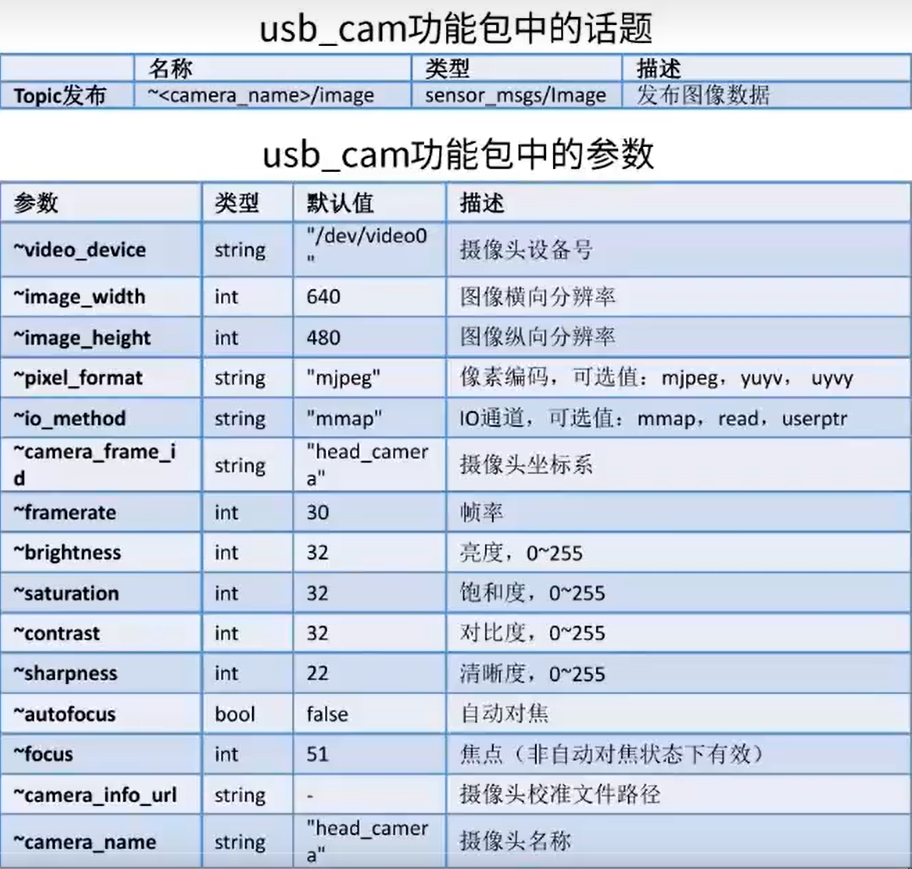 usb_cam功能包中的话题
名称 类型 描述
Topic发布 ~<camera_name>/image sensor_msgs/Image 发布图像数据
usb_cam功能包中的参数
参数 类型 默认值 描述
~video_device string "/dev/video0
" 摄像头设备号
~image_width int 640 图像横向分辨率
~image_height int 480 图像纵向分辨率
~pixel_format string "mjpeg" 像素编码，可选值：mjpeg，yuyv， uyvy
~io_method string "mmap" IO通道，可选值：mmap，read，userptr
~camera_frame_i
d string "head_camer
a" 摄像头坐标系
~framerate int 30 帧率
~brightness int 32 亮度，0~255
~saturation int 32 饱和度，0~255
~contrast int 32 对比度，0~255
~sharpness int 22 清晰度，0~255
~autofocus bool false 自动对焦
~focus int 51 焦点（非自动对焦状态下有效）
~camera_info_url string - 摄像头校准文件路径
~camera_name string "head_camer
a" 摄像头名称